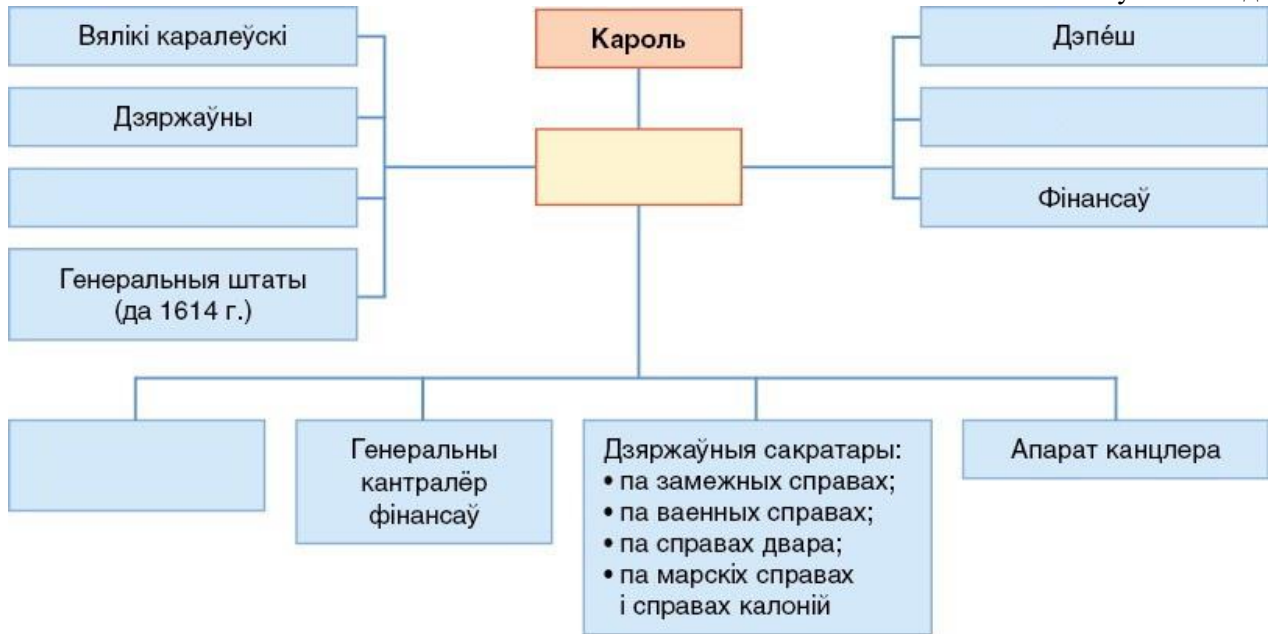 Вялікі каралеўскі
Кароль
Дэпе́ш
Дзяржаўны
Фінансаў
Генеральныя штаты
(да 1614 г.)
Генеральны
кантралёр
фінансаў
Дзяржаўныя сакратары:
• па замежных справах;
• па ваенных справах;
• па справах двара;
• па марскіх справах
і справах калоній
Апарат канцлера